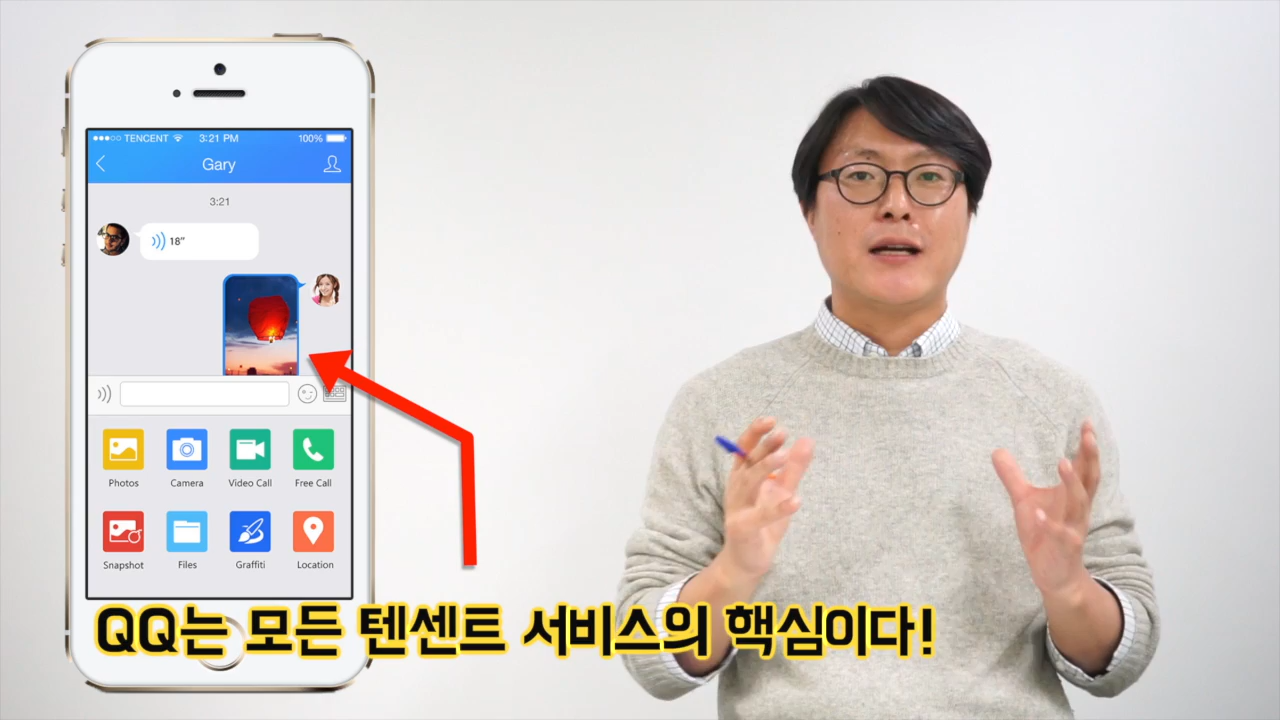 TENCENT 3:21 PM 100%
Gary
3:21
18"
Photos Camera Video Call Free Call
Snapshot Files Graffiti Location
QQ는 모든 텐센트 서비스의 핵심이다!